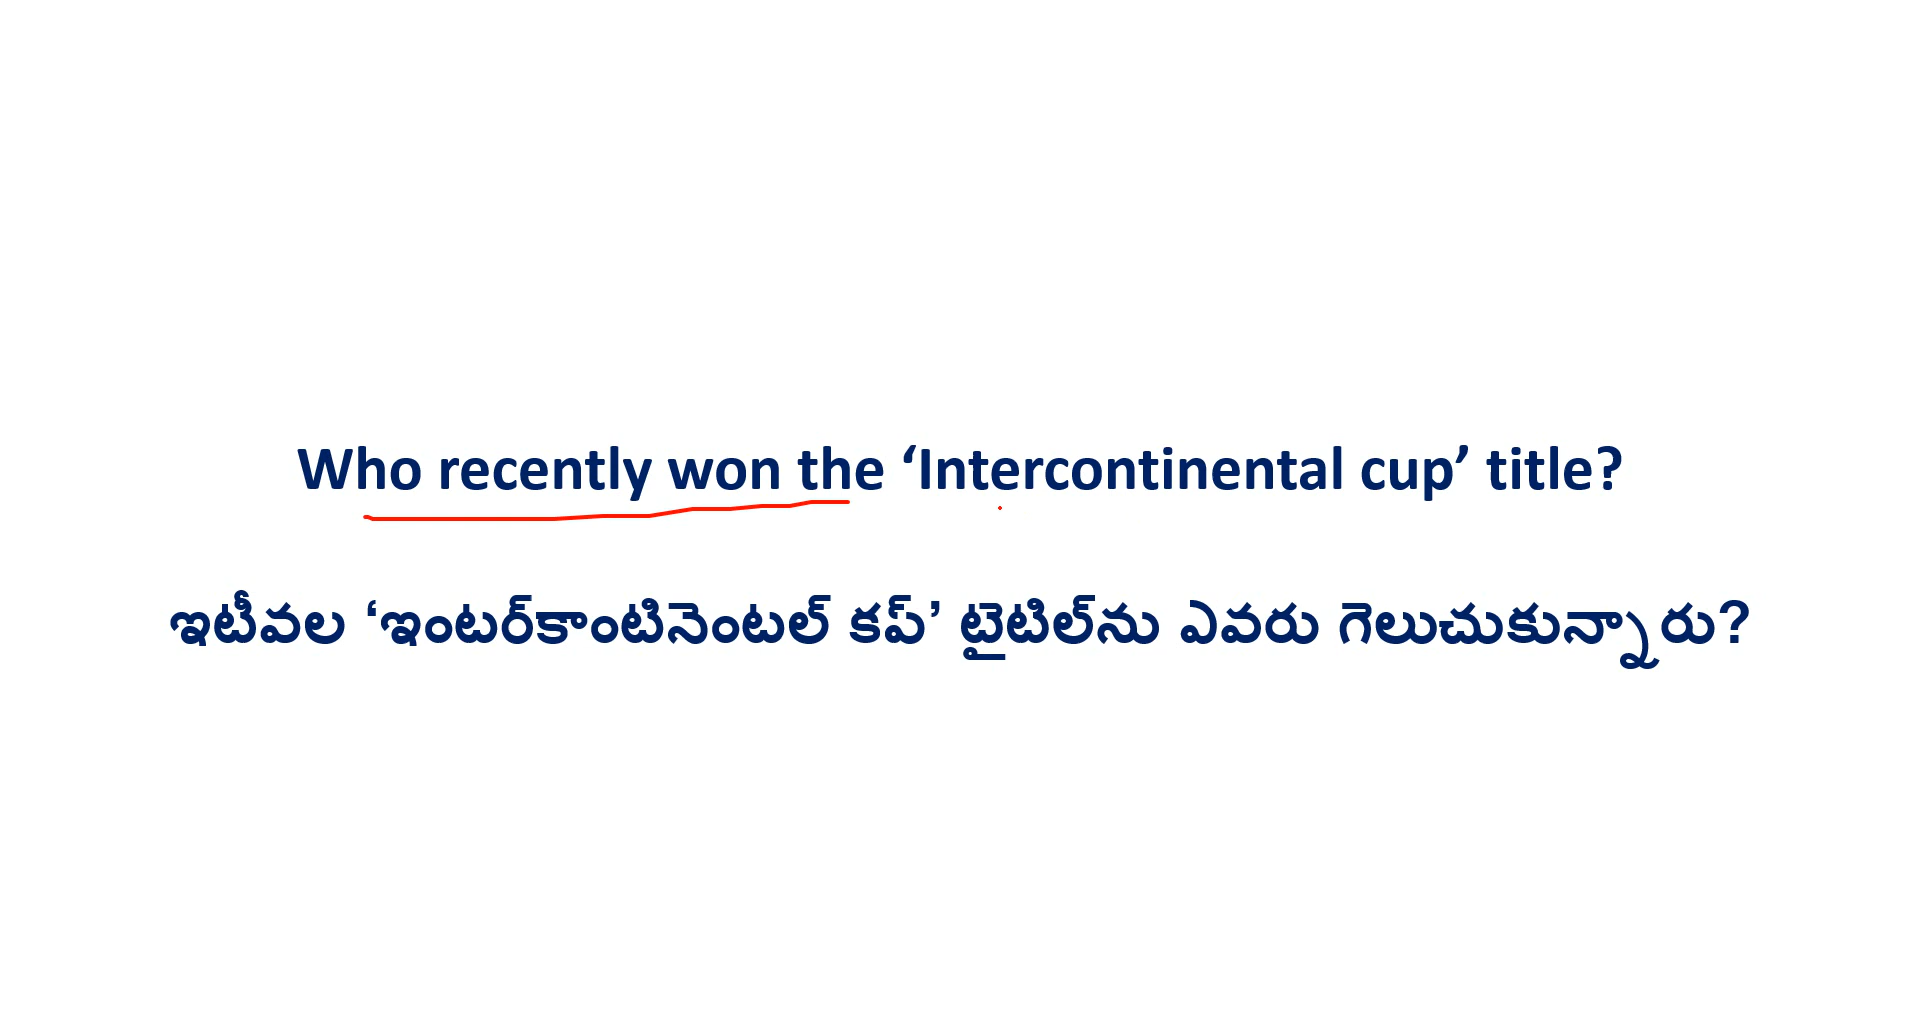 Who recently won the ‘Intercontinental cup’ title?
ఇటీవల ‘ఇంటర్‌కాంటినెంటల్ కప్’ టైటిల్‌ను ఎవరు గెలుచుకున్నారు?